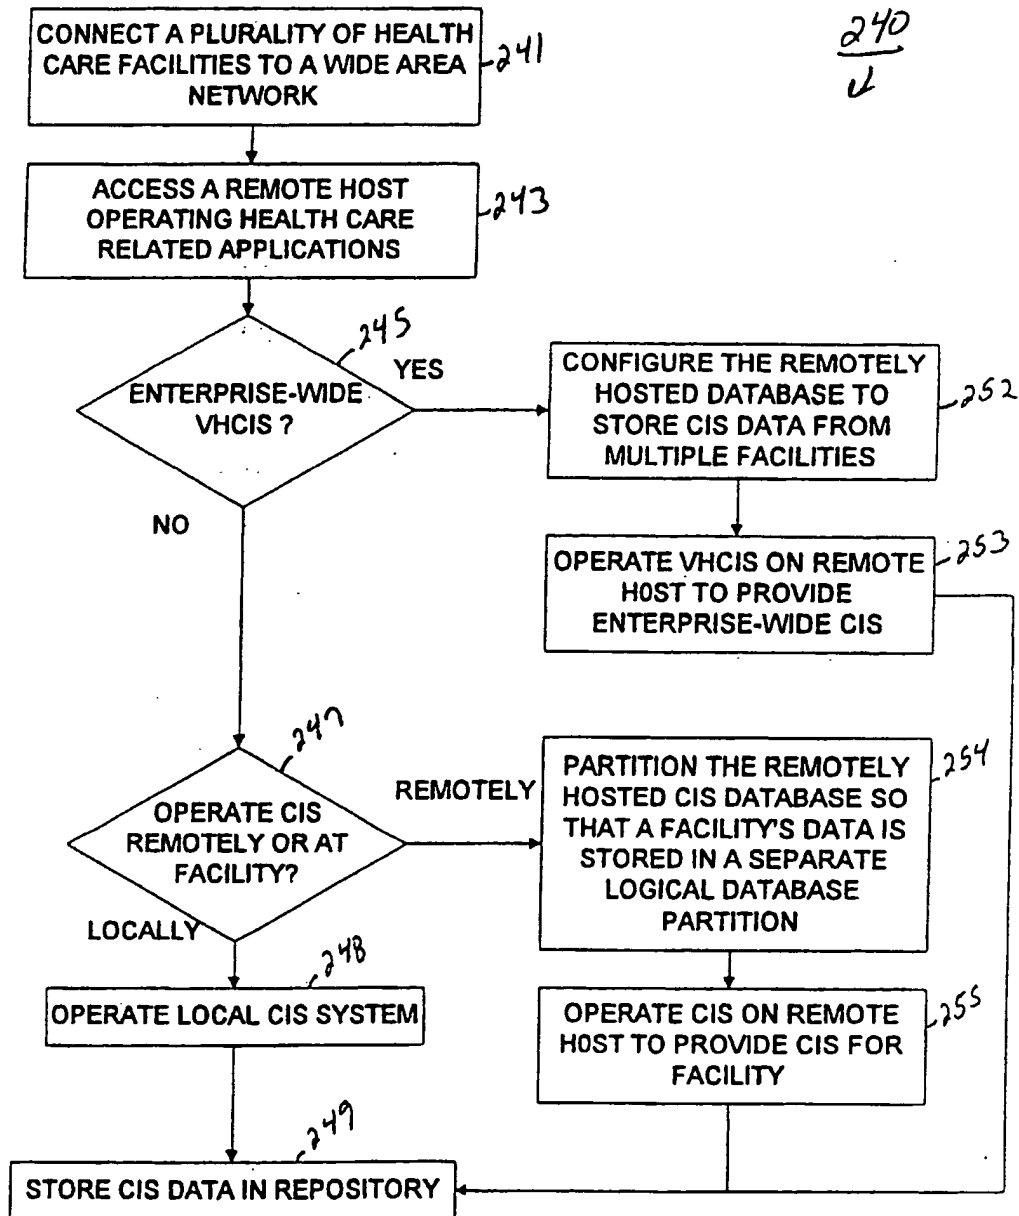 CONNECT A PLURALITY OF HEALTH
CARE FACILITIES TO A WIDE AREA
NETWORK
241
240
ACCESS A REMOTE HOST
OPERATING HEALTH CARE
RELATED APPLICATIONS
243
245
ENTERPRISE-WIDE
VHCIS ?
YES
NO
CONFIGURE THE REMOTELY
HOSTED DATABASE TO
STORE CIS DATA FROM
MULTIPLE FACILITIES
252
OPERATE VHCIS ON REMOTE
HOST TO PROVIDE
ENTERPRISE-WIDE CIS
253
247
OPERATE CIS
REMOTELY OR AT
FACILITY?
REMOTELY
LOCALLY
PARTITION THE REMOTELY
HOSTED CIS DATABASE SO
THAT A FACILITY'S DATA IS
STORED IN A SEPARATE
LOGICAL DATABASE
PARTITION
254
248
OPERATE LOCAL CIS SYSTEM
OPERATE CIS ON REMOTE
HOST TO PROVIDE CIS FOR
FACILITY
255
249
STORE CIS DATA IN REPOSITORY